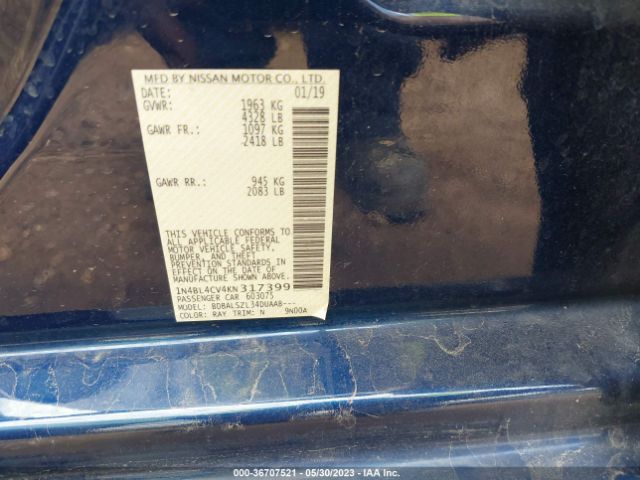 MFD BY NISSAN MOTOR CO., LTD.
DATE: 01/19
GVWR: 1963 KG
4328 LB
GAWR FR.: 1097 KG
2418 LB
GAWR RR.: 945 KG
2083 LB
THIS VEHICLE CONFORMS TO
ALL APPLICABLE FEDERAL
MOTOR VEHICLE SAFETY,
BUMPER, AND THEFT
PREVENTION STANDARDS IN
EFFECT ON THE DATE OF
MANUFACTURE SHOWN ABOVE.
1N4BL4CV4KN317399
PASSENGER CAR 603075
MODEL: BDBALSZL34DUAAB---
COLOR: RAY TRIM: N 9N00A
000-36707521 - 05/30/2023 - IAA Inc.